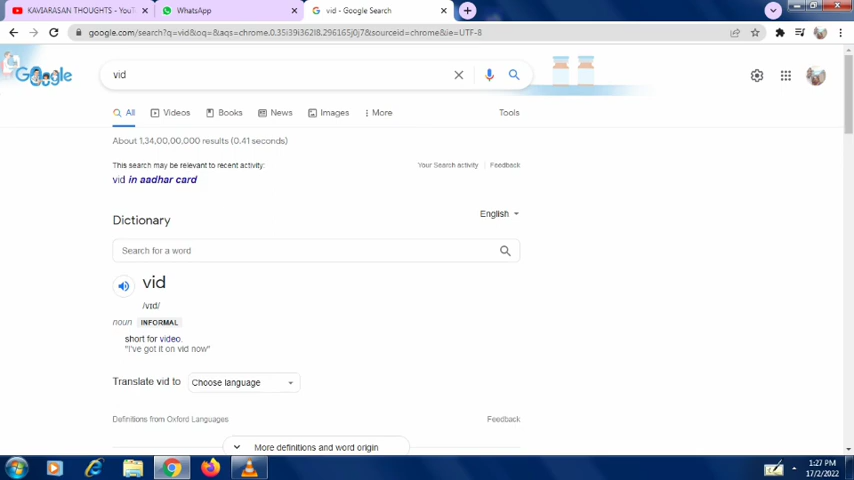 KAVIARASAN THOUGHTS - YouT
WhatsApp
vid - Google Search
google.com/search?q=vid&oq=&aqs=chrome.0.35i39i362l8.296165j0j7&sourceid=chrome&ie=UTF-8
Google
vid
All
Videos
Books
News
Images
More
Tools
About 1,34,00,00,000 results (0.41 seconds)
This search may be relevant to recent activity:
Your Search activity
Feedback
vid in aadhar card
Dictionary
English
Search for a word
vid
/vɪd/
noun INFORMAL
short for video.
"I've got it on vid now"
Translate vid to
Choose language
Definitions from Oxford Languages
Feedback
More definitions and word origin
1:27 PM
17/2/2022